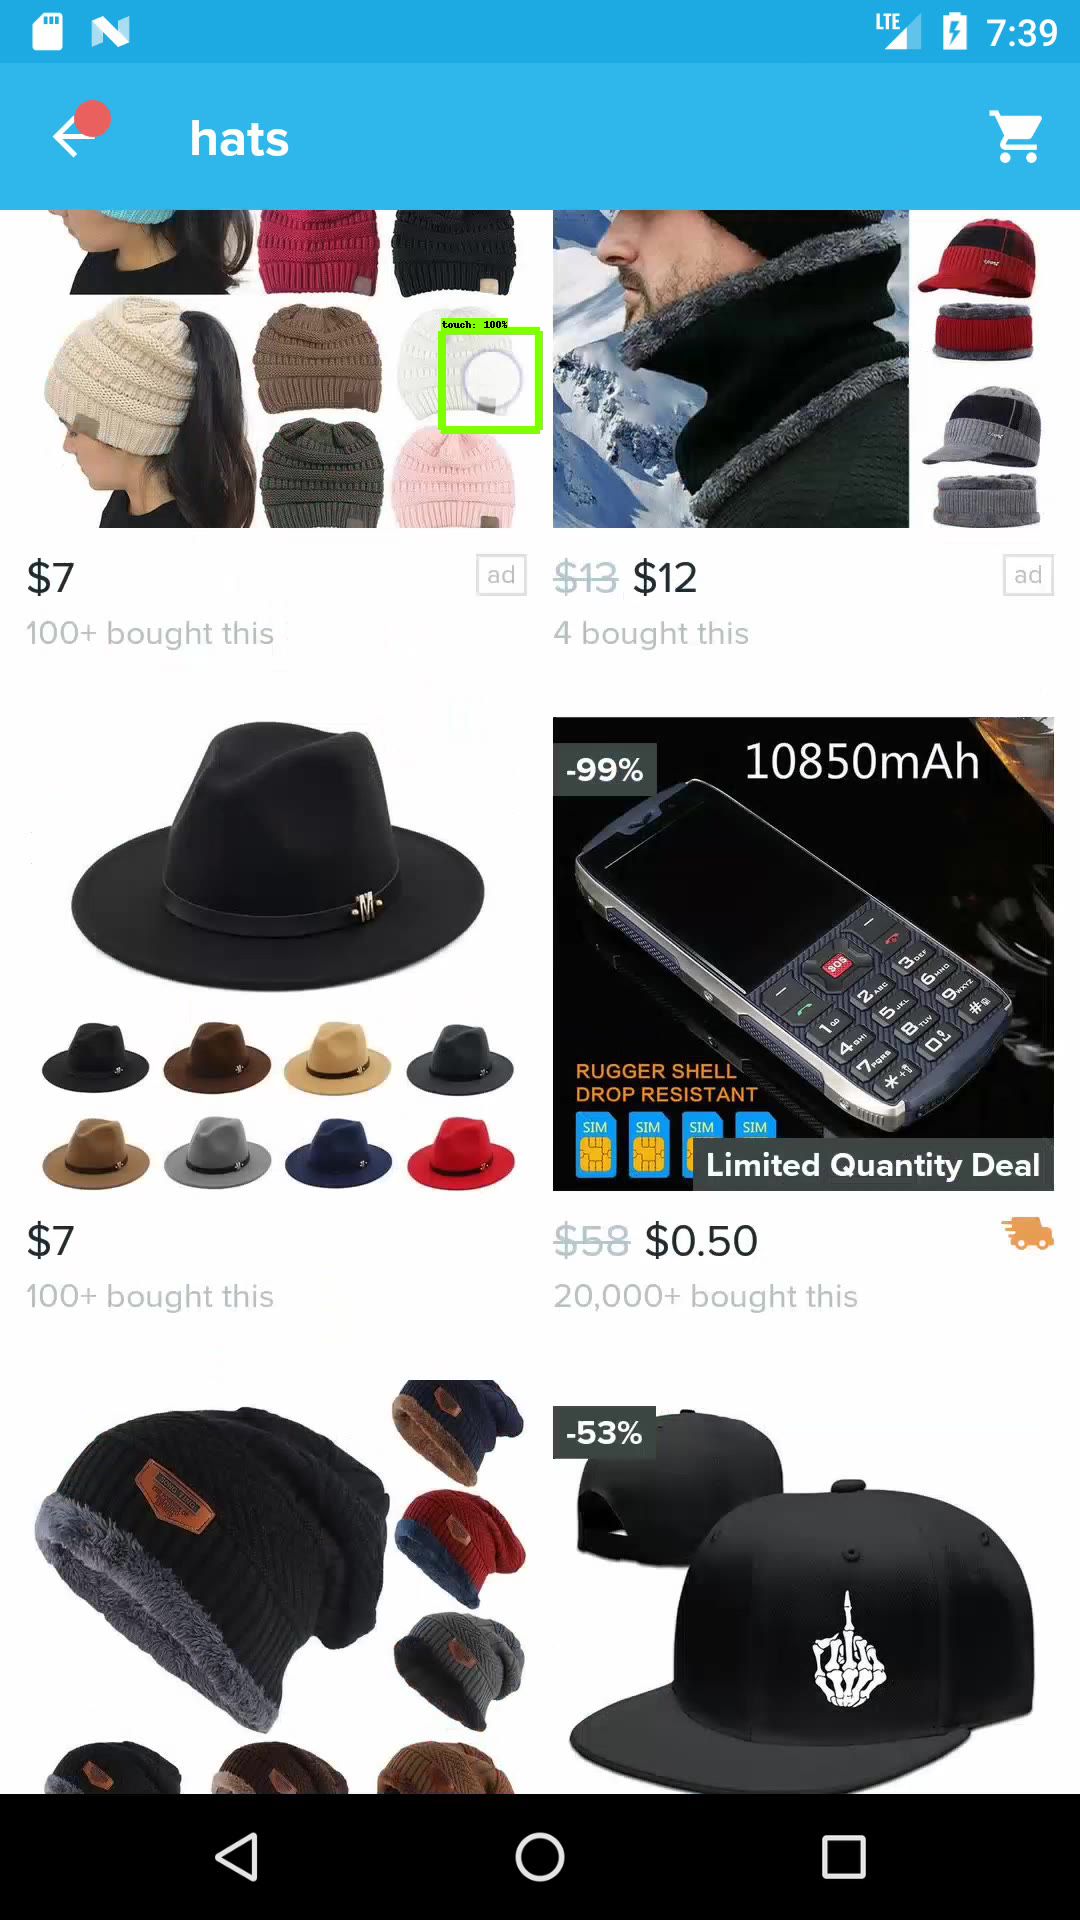 LTE 7:39
hats
touch: 100%
$7
ad
$13 $12
ad
100+ bought this
4 bought this
-99%
10850mAh
SOS
RUGGER SHELL
DROP RESISTANT
SIM SIM SIM SIM
Limited Quantity Deal
$7
$58 $0.50
100+ bought this
20,000+ bought this
-53%